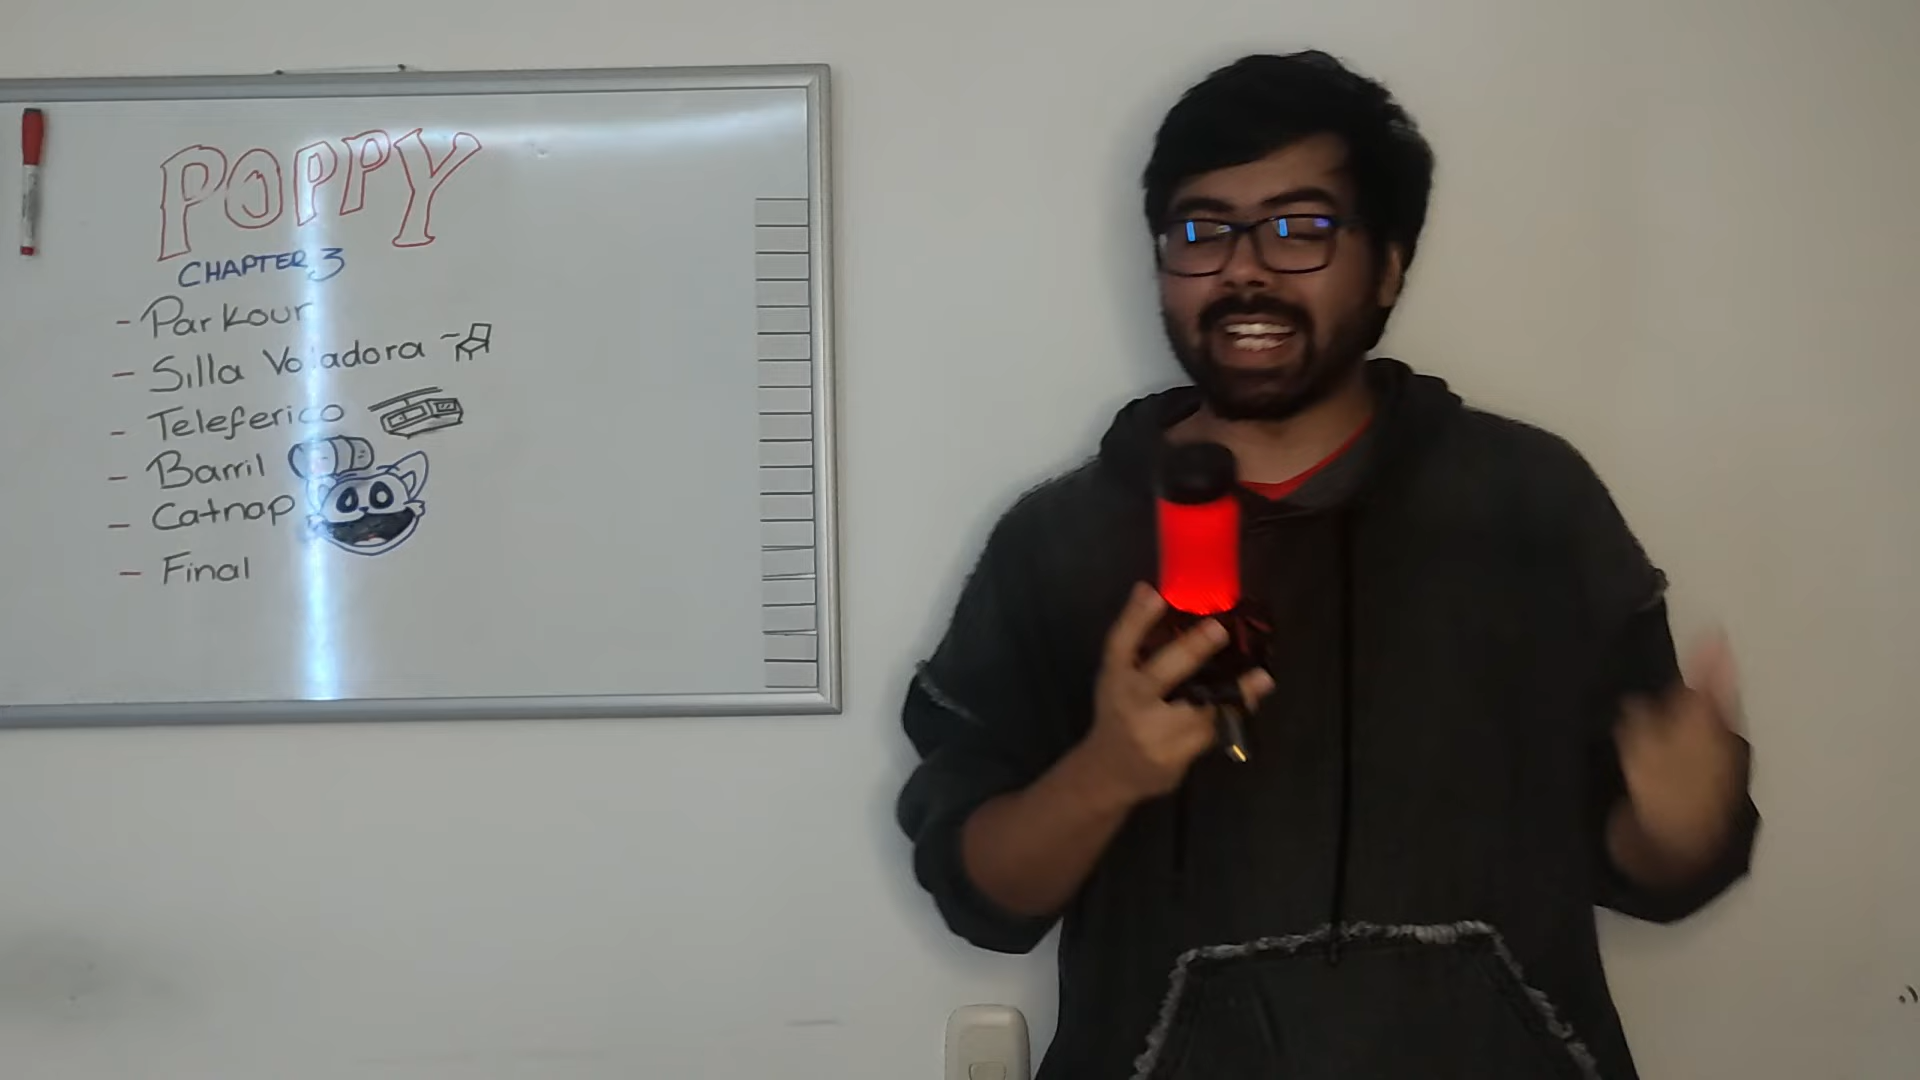 POPPY
CHAPTER 3
- Parkour
- Silla Voladora
- Teleferico
- Barril
- Catnap
- Final